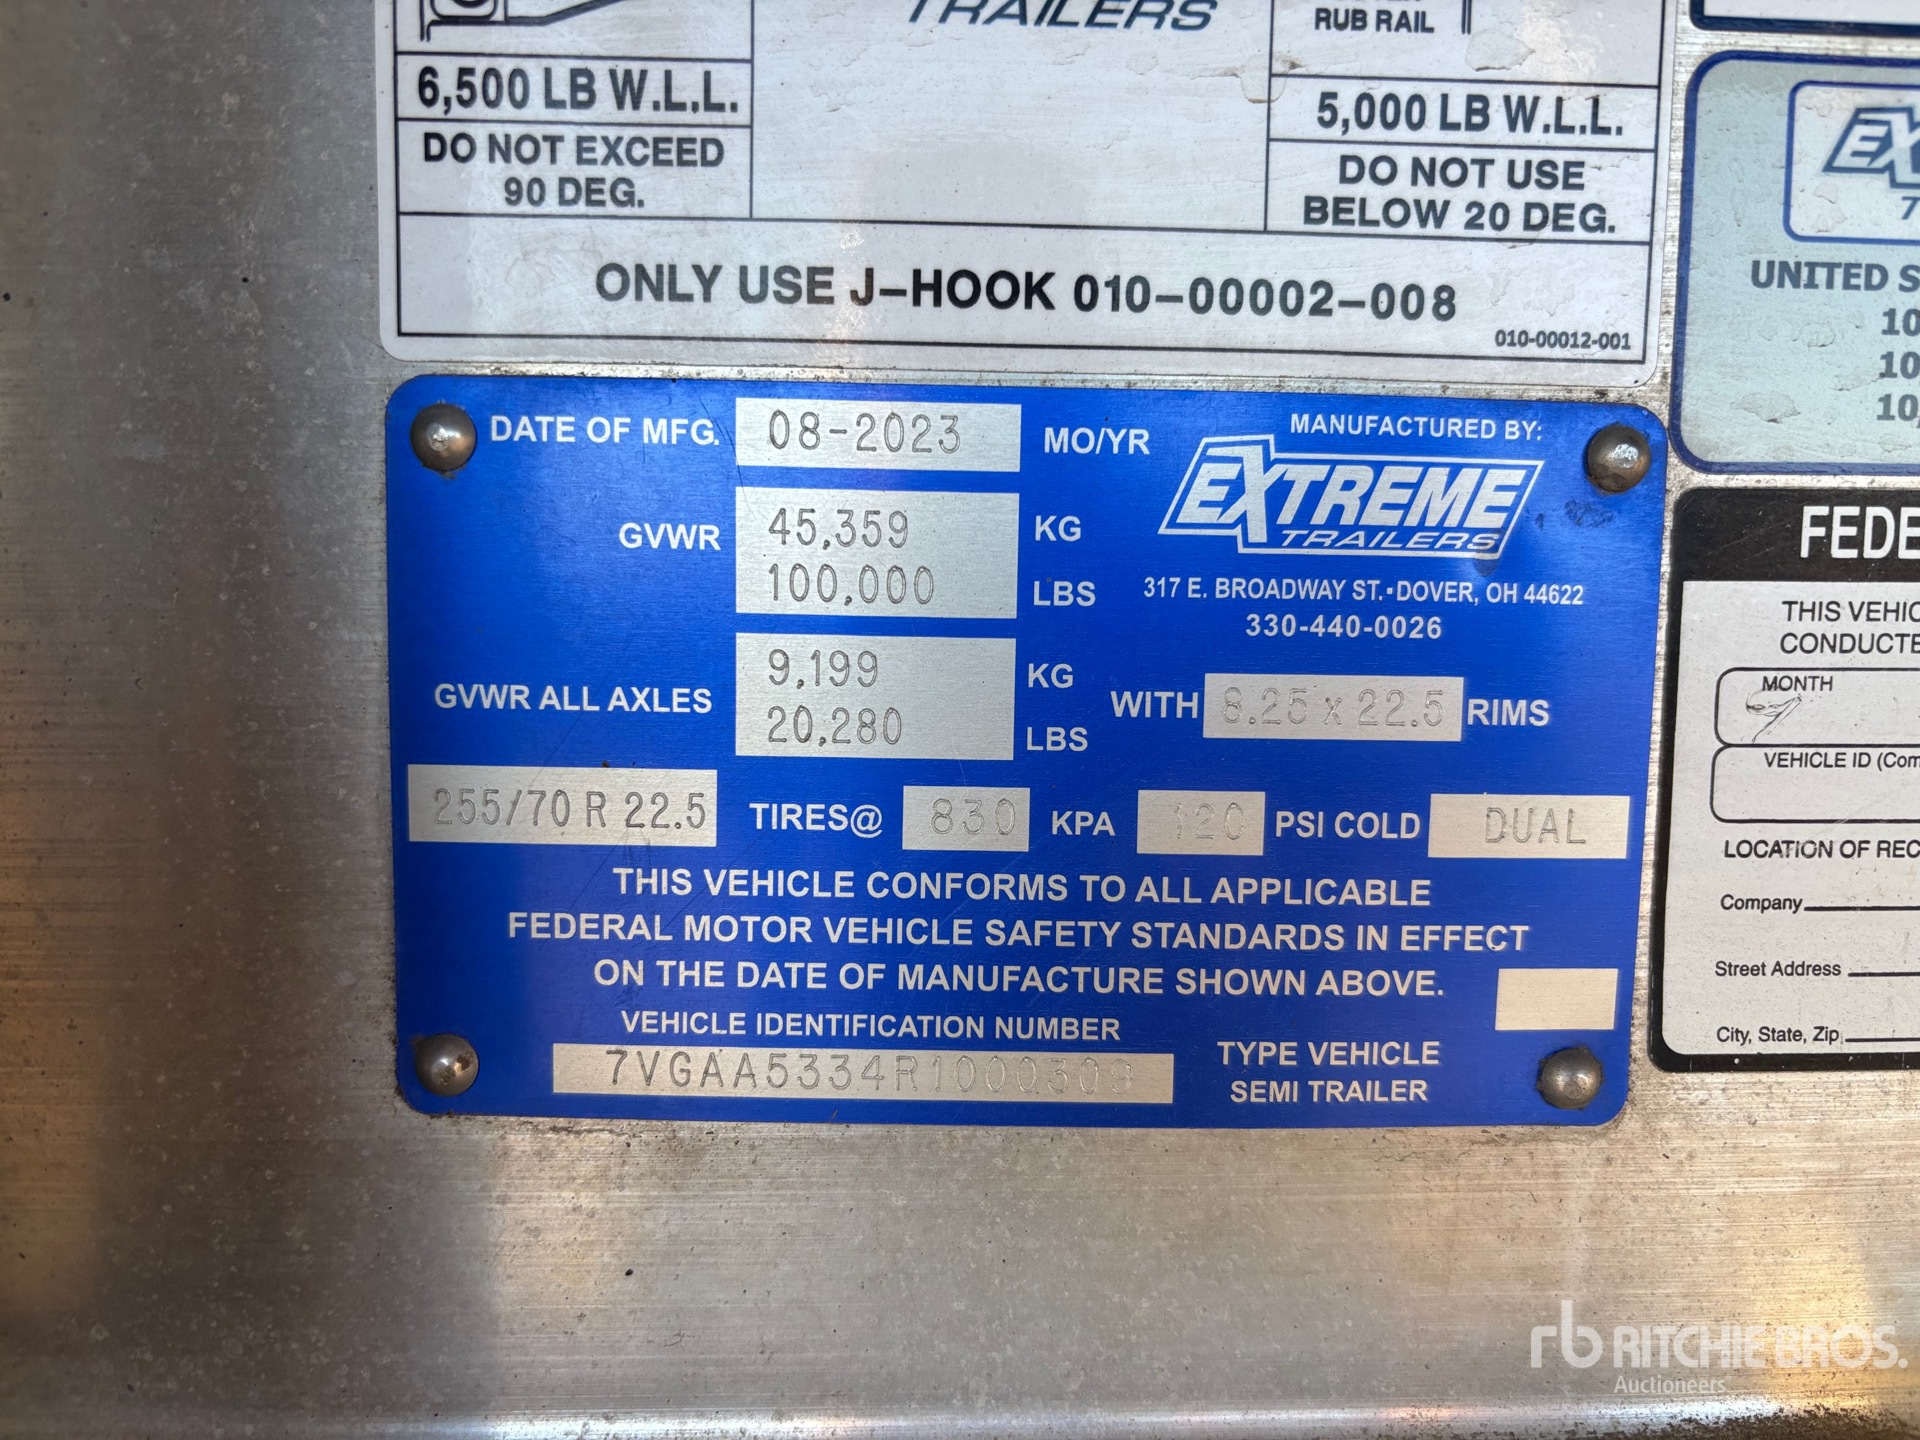 TRAILERS
RUB RAIL
6,500 LB W.L.L.
DO NOT EXCEED
90 DEG.
5,000 LB W.L.L.
DO NOT USE
BELOW 20 DEG.
ONLY USE J-HOOK 010-00002-008
010-00012-001
DATE OF MFG. 08-2023 MO/YR
GVWR 45,359 KG
100,000 LBS
GVWR ALL AXLES 9,199 KG
20,280 LBS
MANUFACTURED BY:
EXTREME
TRAILERS
317 E. BROADWAY ST.-DOVER, OH 44622
330-440-0026
WITH 8.25 x 22.5 RIMS
255/70 R 22.5 TIRES@ 830 KPA 120 PSI COLD DUAL
THIS VEHICLE CONFORMS TO ALL APPLICABLE
FEDERAL MOTOR VEHICLE SAFETY STANDARDS IN EFFECT
ON THE DATE OF MANUFACTURE SHOWN ABOVE.
VEHICLE IDENTIFICATION NUMBER
7VGAA5334R1000309
TYPE VEHICLE
SEMI TRAILER
EX
7
UNITED S
10
10
10,
FEDE
THIS VEHIC
CONDUCTE
MONTH
VEHICLE ID (Com
LOCATION OF REC
Company
Street Address
City, State, Zip
rb RITCHIE BROS.
Auctioneers